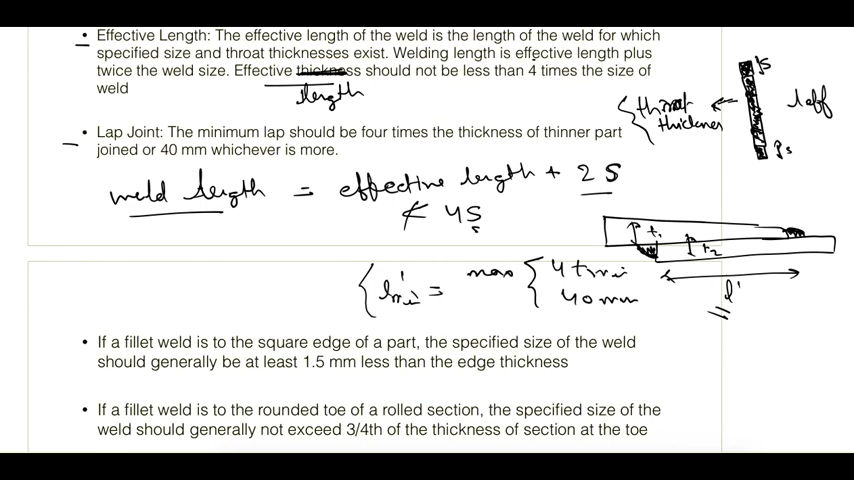 • Effective Length: The effective length of the weld is the length of the weld for which
specified size and throat thicknesses exist. Welding length is effective length plus
twice the weld size. Effective thickness should not be less than 4 times the size of
weld
length
s
throat
thickness
leff
s
• Lap Joint: The minimum lap should be four times the thickness of thinner part
joined or 40 mm whichever is more.
weld length = effective length + 2 S
≮ 4S
t1
t2
l'min = max { 4 tmin
40 mm
l'
• If a fillet weld is to the square edge of a part, the specified size of the weld
should generally be at least 1.5 mm less than the edge thickness
• If a fillet weld is to the rounded toe of a rolled section, the specified size of the
weld should generally not exceed 3/4th of the thickness of section at the toe